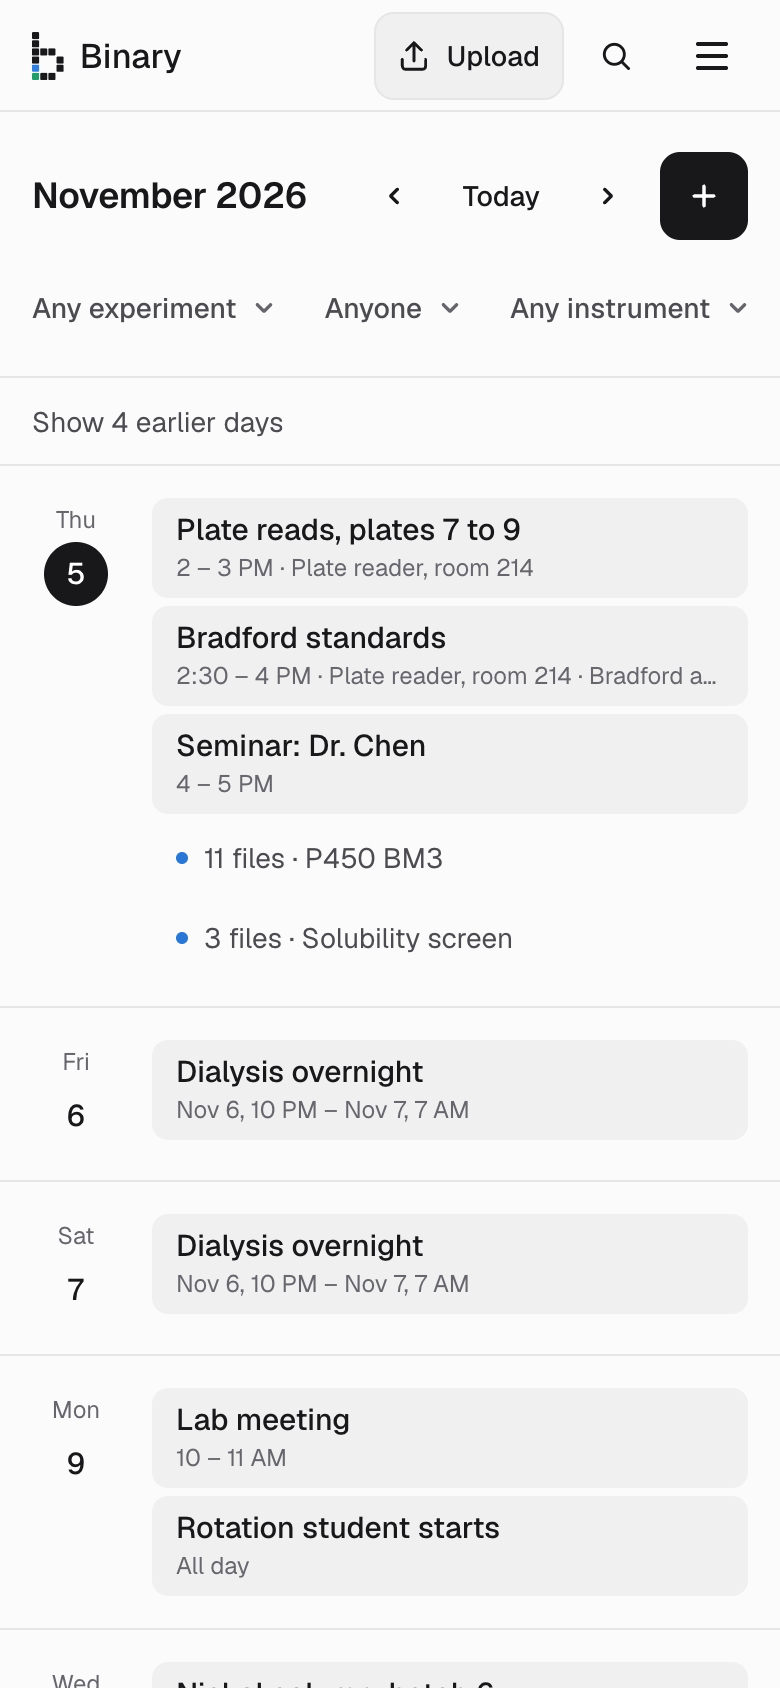 Binary
Upload
November 2026
Today
Any experiment
Anyone
Any instrument
Show 4 earlier days
Thu
5
Plate reads, plates 7 to 9
2 – 3 PM · Plate reader, room 214
Bradford standards
2:30 – 4 PM · Plate reader, room 214 · Bradford a…
Seminar: Dr. Chen
4 – 5 PM
11 files · P450 BM3
3 files · Solubility screen
Fri
6
Dialysis overnight
Nov 6, 10 PM – Nov 7, 7 AM
Sat
7
Dialysis overnight
Nov 6, 10 PM – Nov 7, 7 AM
Mon
9
Lab meeting
10 – 11 AM
Rotation student starts
All day
Wed